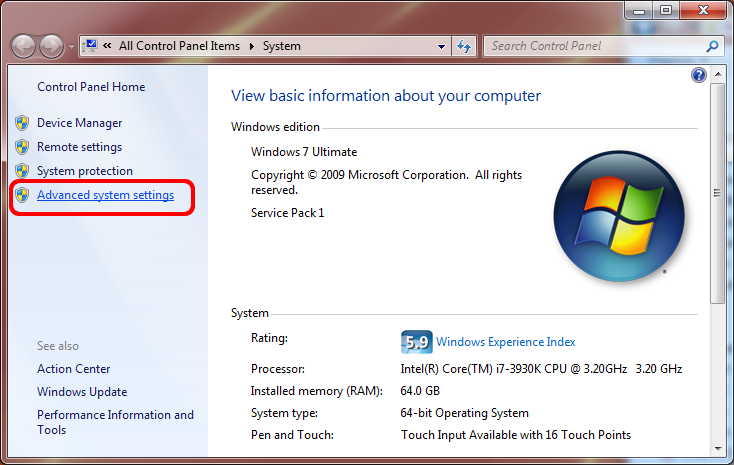 « All Control Panel Items ▸ System
Search Control Panel
Control Panel Home
Device Manager
Remote settings
System protection
Advanced system settings
See also
Action Center
Windows Update
Performance Information and
Tools
View basic information about your computer
Windows edition
Windows 7 Ultimate
Copyright © 2009 Microsoft Corporation. All rights
reserved.
Service Pack 1
System
Rating: 5.9 Windows Experience Index
Processor: Intel(R) Core(TM) i7-3930K CPU @ 3.20GHz 3.20 GHz
Installed memory (RAM): 64.0 GB
System type: 64-bit Operating System
Pen and Touch: Touch Input Available with 16 Touch Points